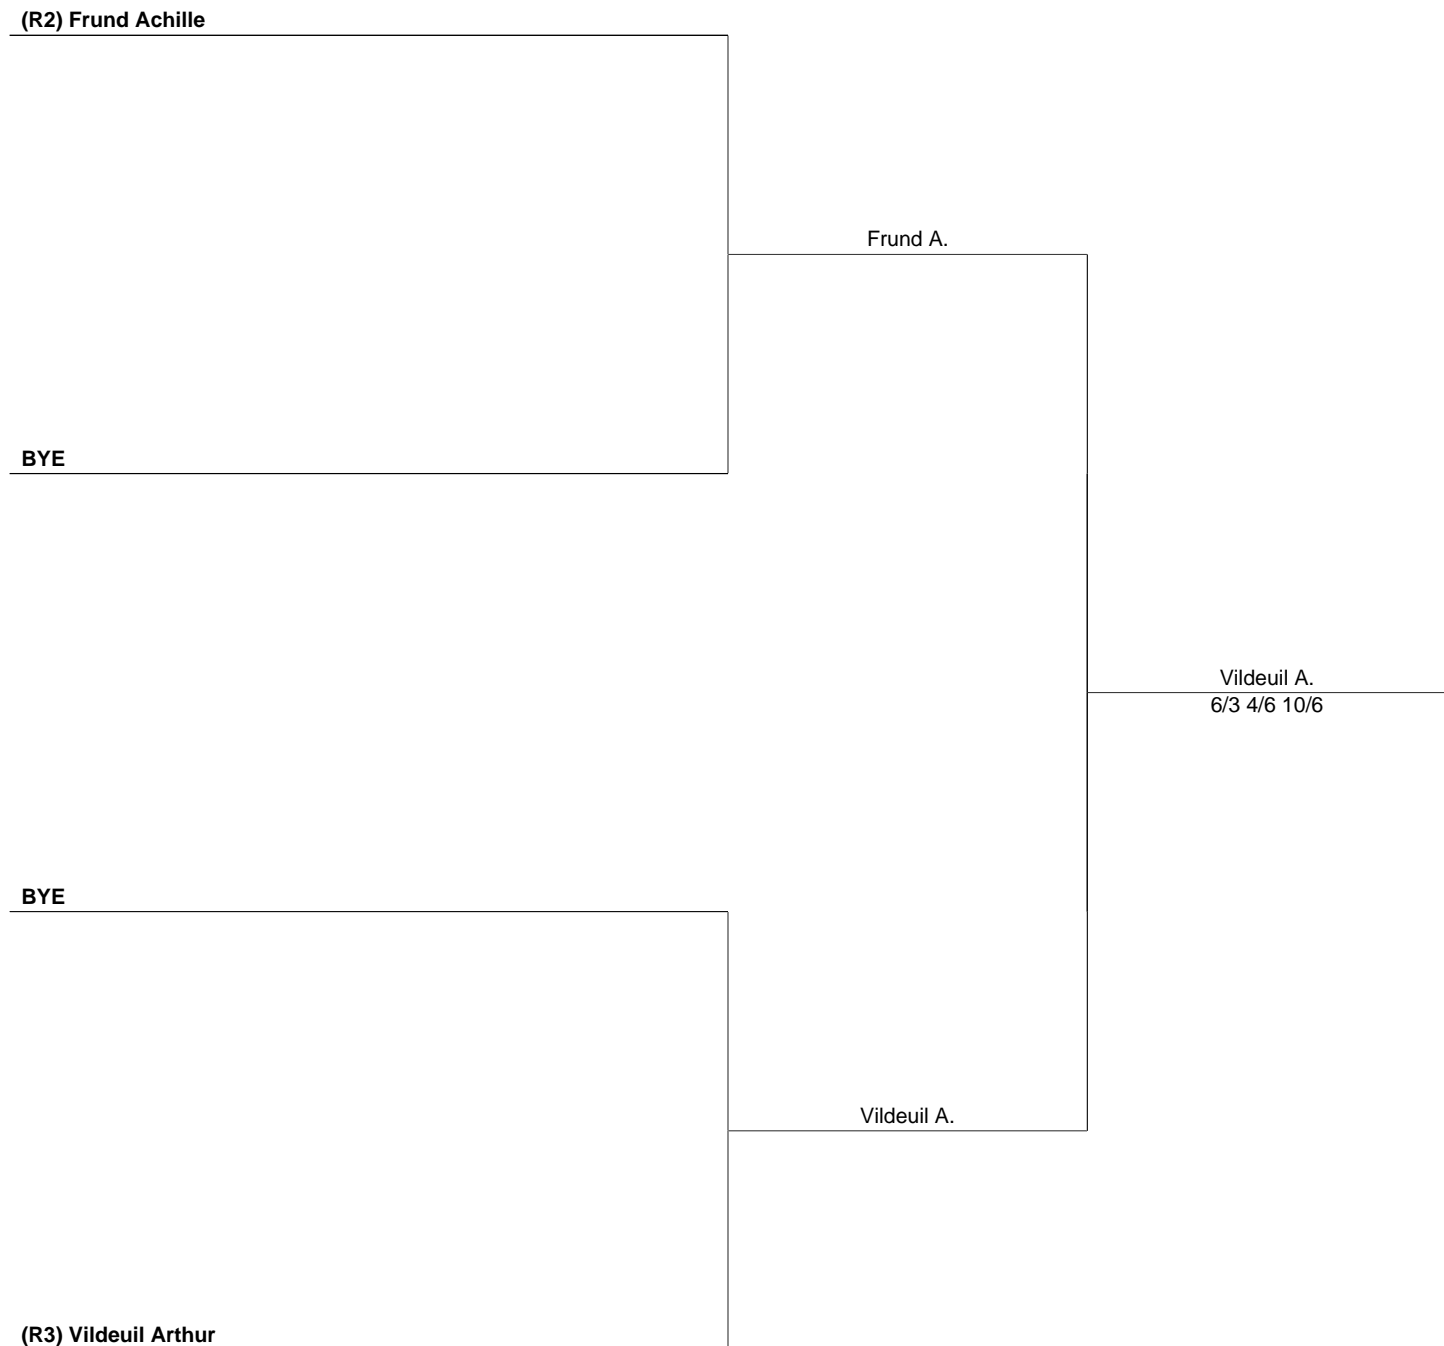 (R2) Frund Achille
Frund A.
BYE
Vildeuil A.
6/3 4/6 10/6
BYE
Vildeuil A.
(R3) Vildeuil Arthur